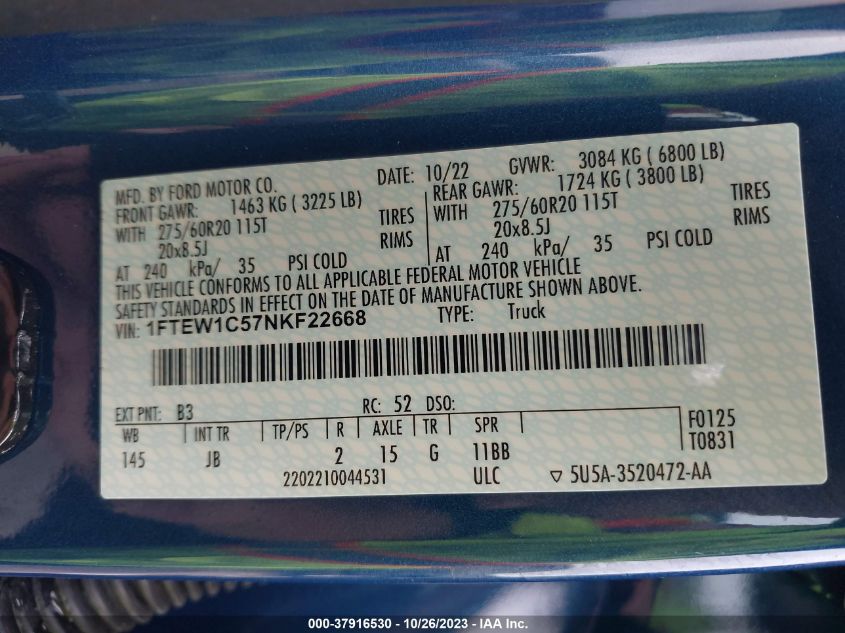 MFD. BY FORD MOTOR CO. DATE: 10/22 GVWR: 3084 KG ( 6800 LB)
FRONT GAWR: 1463 KG ( 3225 LB) REAR GAWR: 1724 KG ( 3800 LB)
WITH 275/60R20 115T TIRES WITH 275/60R20 115T TIRES
20x8.5J RIMS 20x8.5J RIMS
AT 240 kPa/ 35 PSI COLD AT 240 kPa/ 35 PSI COLD
THIS VEHICLE CONFORMS TO ALL APPLICABLE FEDERAL MOTOR VEHICLE
SAFETY STANDARDS IN EFFECT ON THE DATE OF MANUFACTURE SHOWN ABOVE.
VIN: 1FTEW1C57NKF22668 TYPE: Truck
EXT PNT: B3 RC: 52 DSO:
WB INT TR TP/PS R AXLE TR SPR F0125
145 JB 2 15 G 11BB T0831
2202210044531 ULC ▽ 5U5A-3520472-AA
000-37916530 - 10/26/2023 - IAA Inc.